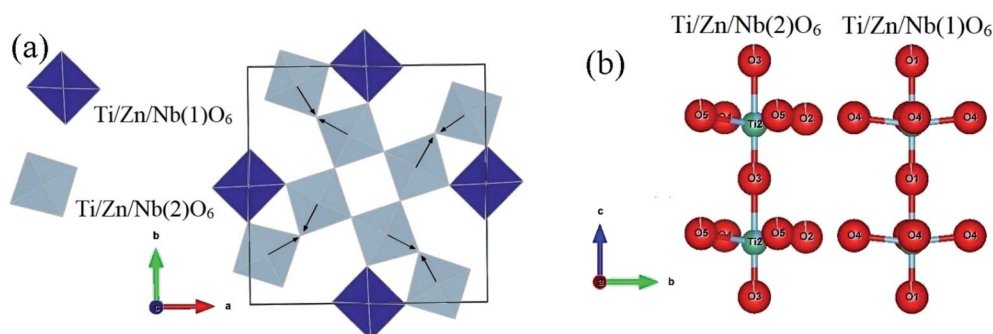 (a)
Ti/Zn/Nb(1)O₆
Ti/Zn/Nb(2)O₆
b
c
a
Ti/Zn/Nb(2)O₆
Ti/Zn/Nb(1)O₆
(b)
O3
O1
O5
O4
Ti2
O5
O2
O4
O4
O4
O3
O1
O5
O4
Ti2
O5
O2
O4
O4
O4
O3
O1
c
a
b